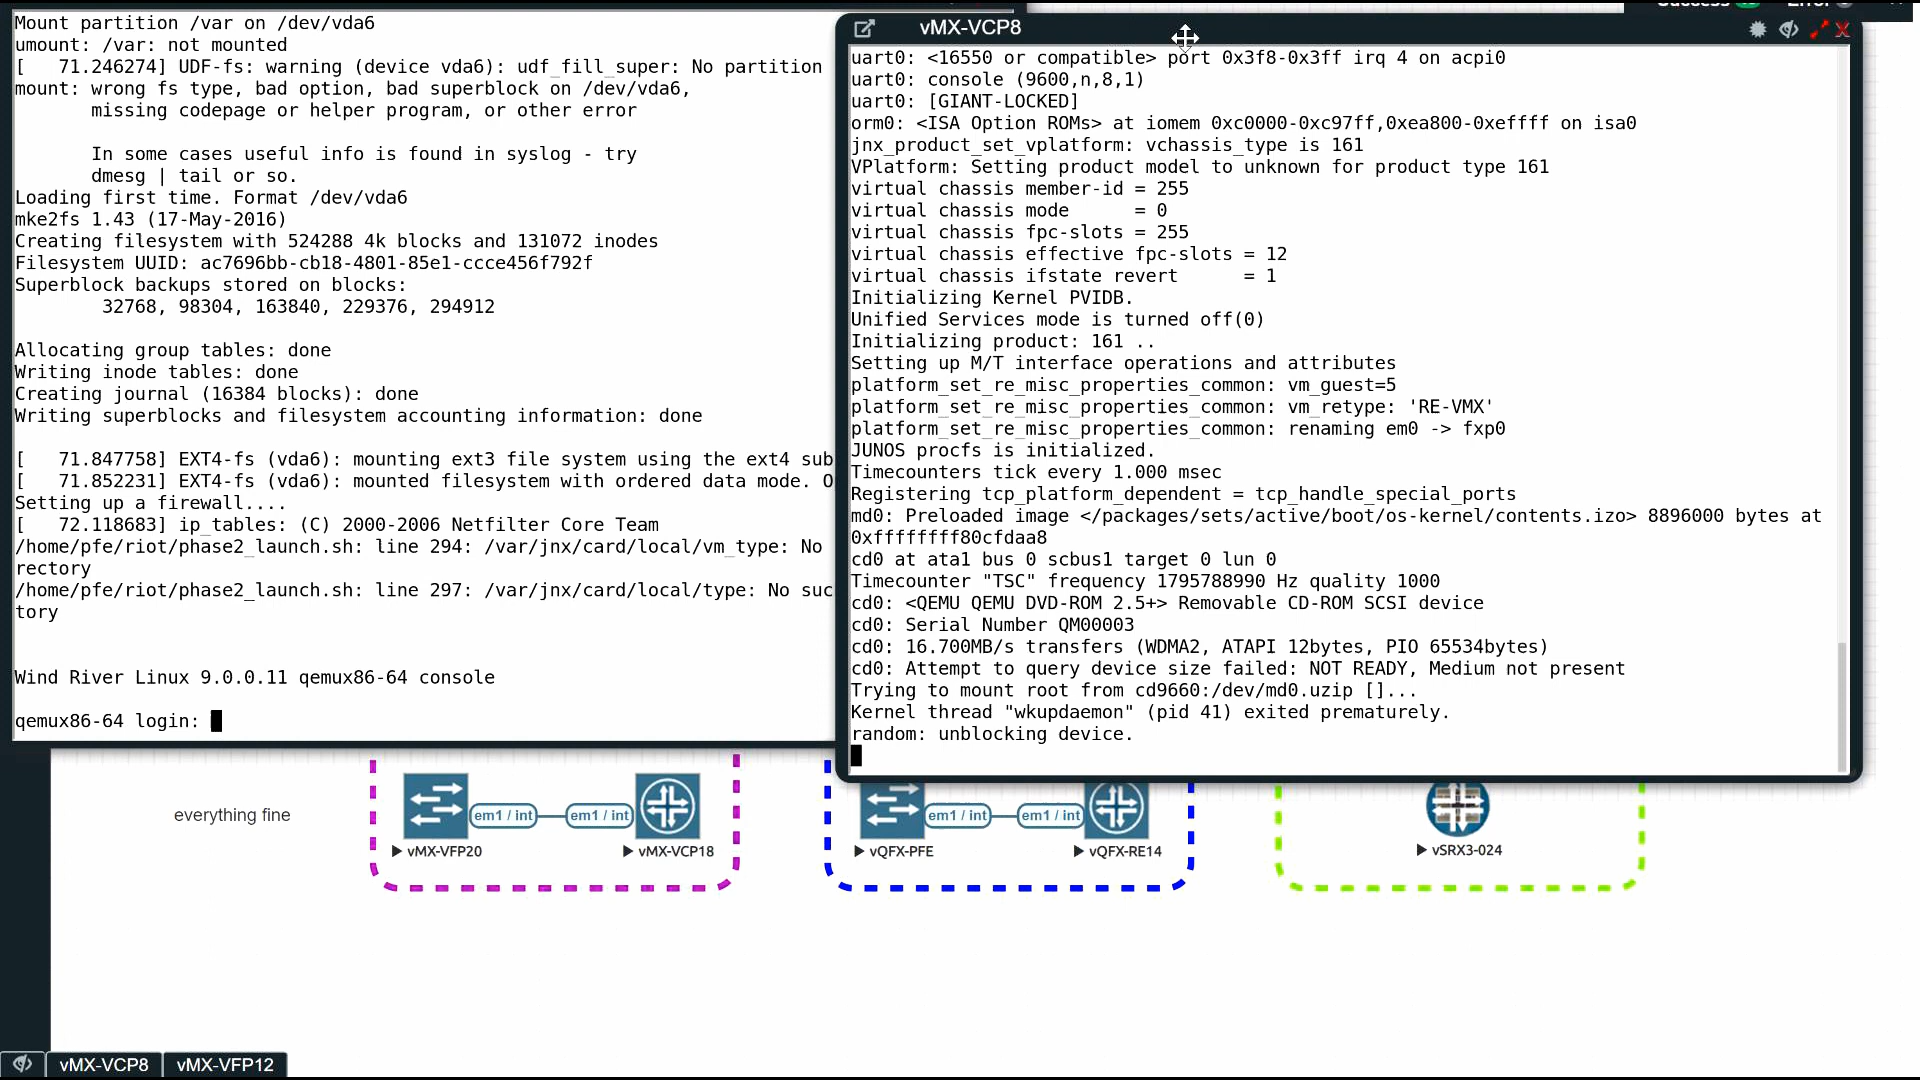 Mount partition /var on /dev/vda6
umount: /var: not mounted
[   71.246274] UDF-fs: warning (device vda6): udf_fill_super: No partition
mount: wrong fs type, bad option, bad superblock on /dev/vda6,
       missing codepage or helper program, or other error

       In some cases useful info is found in syslog - try
       dmesg | tail or so.
Loading first time. Format /dev/vda6
mke2fs 1.43 (17-May-2016)
Creating filesystem with 524288 4k blocks and 131072 inodes
Filesystem UUID: ac7696bb-cb18-4801-85e1-ccce456f792f
Superblock backups stored on blocks:
        32768, 98304, 163840, 229376, 294912

Allocating group tables: done
Writing inode tables: done
Creating journal (16384 blocks): done
Writing superblocks and filesystem accounting information: done

[   71.847758] EXT4-fs (vda6): mounting ext3 file system using the ext4 sub
[   71.852231] EXT4-fs (vda6): mounted filesystem with ordered data mode. O
Setting up a firewall....
[   72.118683] ip_tables: (C) 2000-2006 Netfilter Core Team
/home/pfe/riot/phase2_launch.sh: line 294: /var/jnx/card/local/vm_type: No
rectory
/home/pfe/riot/phase2_launch.sh: line 297: /var/jnx/card/local/type: No suc
tory

Wind River Linux 9.0.0.11 qemux86-64 console

qemux86-64 login:
vMX-VCP8
uart0: <16550 or compatible> port 0x3f8-0x3ff irq 4 on acpi0
uart0: console (9600,n,8,1)
uart0: [GIANT-LOCKED]
orm0: <ISA Option ROMs> at iomem 0xc0000-0xc97ff,0xea800-0xeffff on isa0
jnx_product_set_vplatform: vchassis_type is 161
VPlatform: Setting product model to unknown for product type 161
virtual chassis member-id = 255
virtual chassis mode      = 0
virtual chassis fpc-slots = 255
virtual chassis effective fpc-slots = 12
virtual chassis ifstate revert      = 1
Initializing Kernel PVIDB.
Unified Services mode is turned off(0)
Initializing product: 161 ..
Setting up M/T interface operations and attributes
platform_set_re_misc_properties_common: vm_guest=5
platform_set_re_misc_properties_common: vm_retype: 'RE-VMX'
platform_set_re_misc_properties_common: renaming em0 -> fxp0
JUNOS procfs is initialized.
Timecounters tick every 1.000 msec
Registering tcp_platform_dependent = tcp_handle_special_ports
md0: Preloaded image </packages/sets/active/boot/os-kernel/contents.izo> 8896000 bytes at
0xffffffff80cfdaa8
cd0 at ata1 bus 0 scbus1 target 0 lun 0
Timecounter "TSC" frequency 1795788990 Hz quality 1000
cd0: <QEMU QEMU DVD-ROM 2.5+> Removable CD-ROM SCSI device
cd0: Serial Number QM00003
cd0: 16.700MB/s transfers (WDMA2, ATAPI 12bytes, PIO 65534bytes)
cd0: Attempt to query device size failed: NOT READY, Medium not present
Trying to mount root from cd9660:/dev/md0.uzip []...
Kernel thread "wkupdaemon" (pid 41) exited prematurely.
random: unblocking device.
everything fine
em1 / int
em1 / int
vMX-VFP20
vMX-VCP18
em1 / int
em1 / int
vQFX-PFE
vQFX-RE14
vSRX3-024
vMX-VCP8
vMX-VFP12